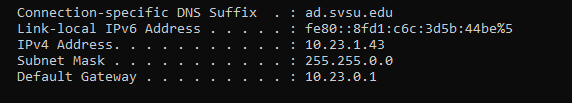 Connection-specific DNS Suffix  . : ad.svsu.edu
Link-local IPv6 Address . . . . . : fe80::8fd1:c6c:3d5b:44be%5
IPv4 Address. . . . . . . . . . . : 10.23.1.43
Subnet Mask . . . . . . . . . . . : 255.255.0.0
Default Gateway . . . . . . . . . : 10.23.0.1